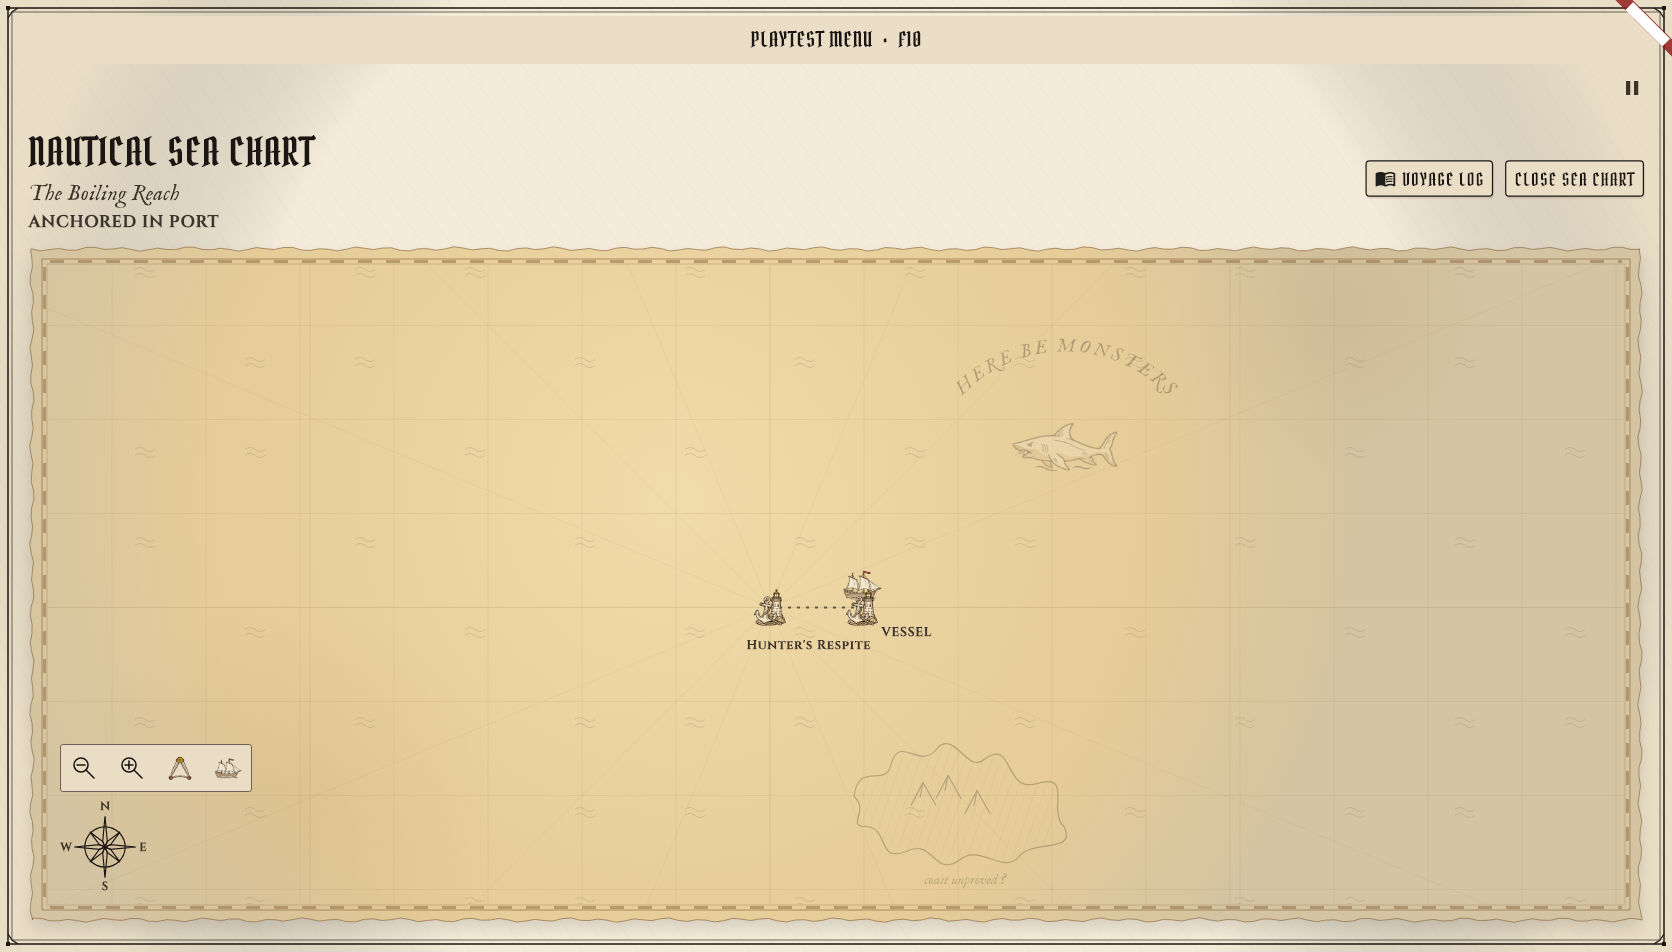 PLAYTEST MENU · F10
NAUTICAL SEA CHART
The Boiling Reach
ANCHORED IN PORT
VOYAGE LOG
CLOSE SEA CHART
HERE BE MONSTERS
VESSEL
HUNTER'S RESPITE
coast unproved?
N
W
E
S